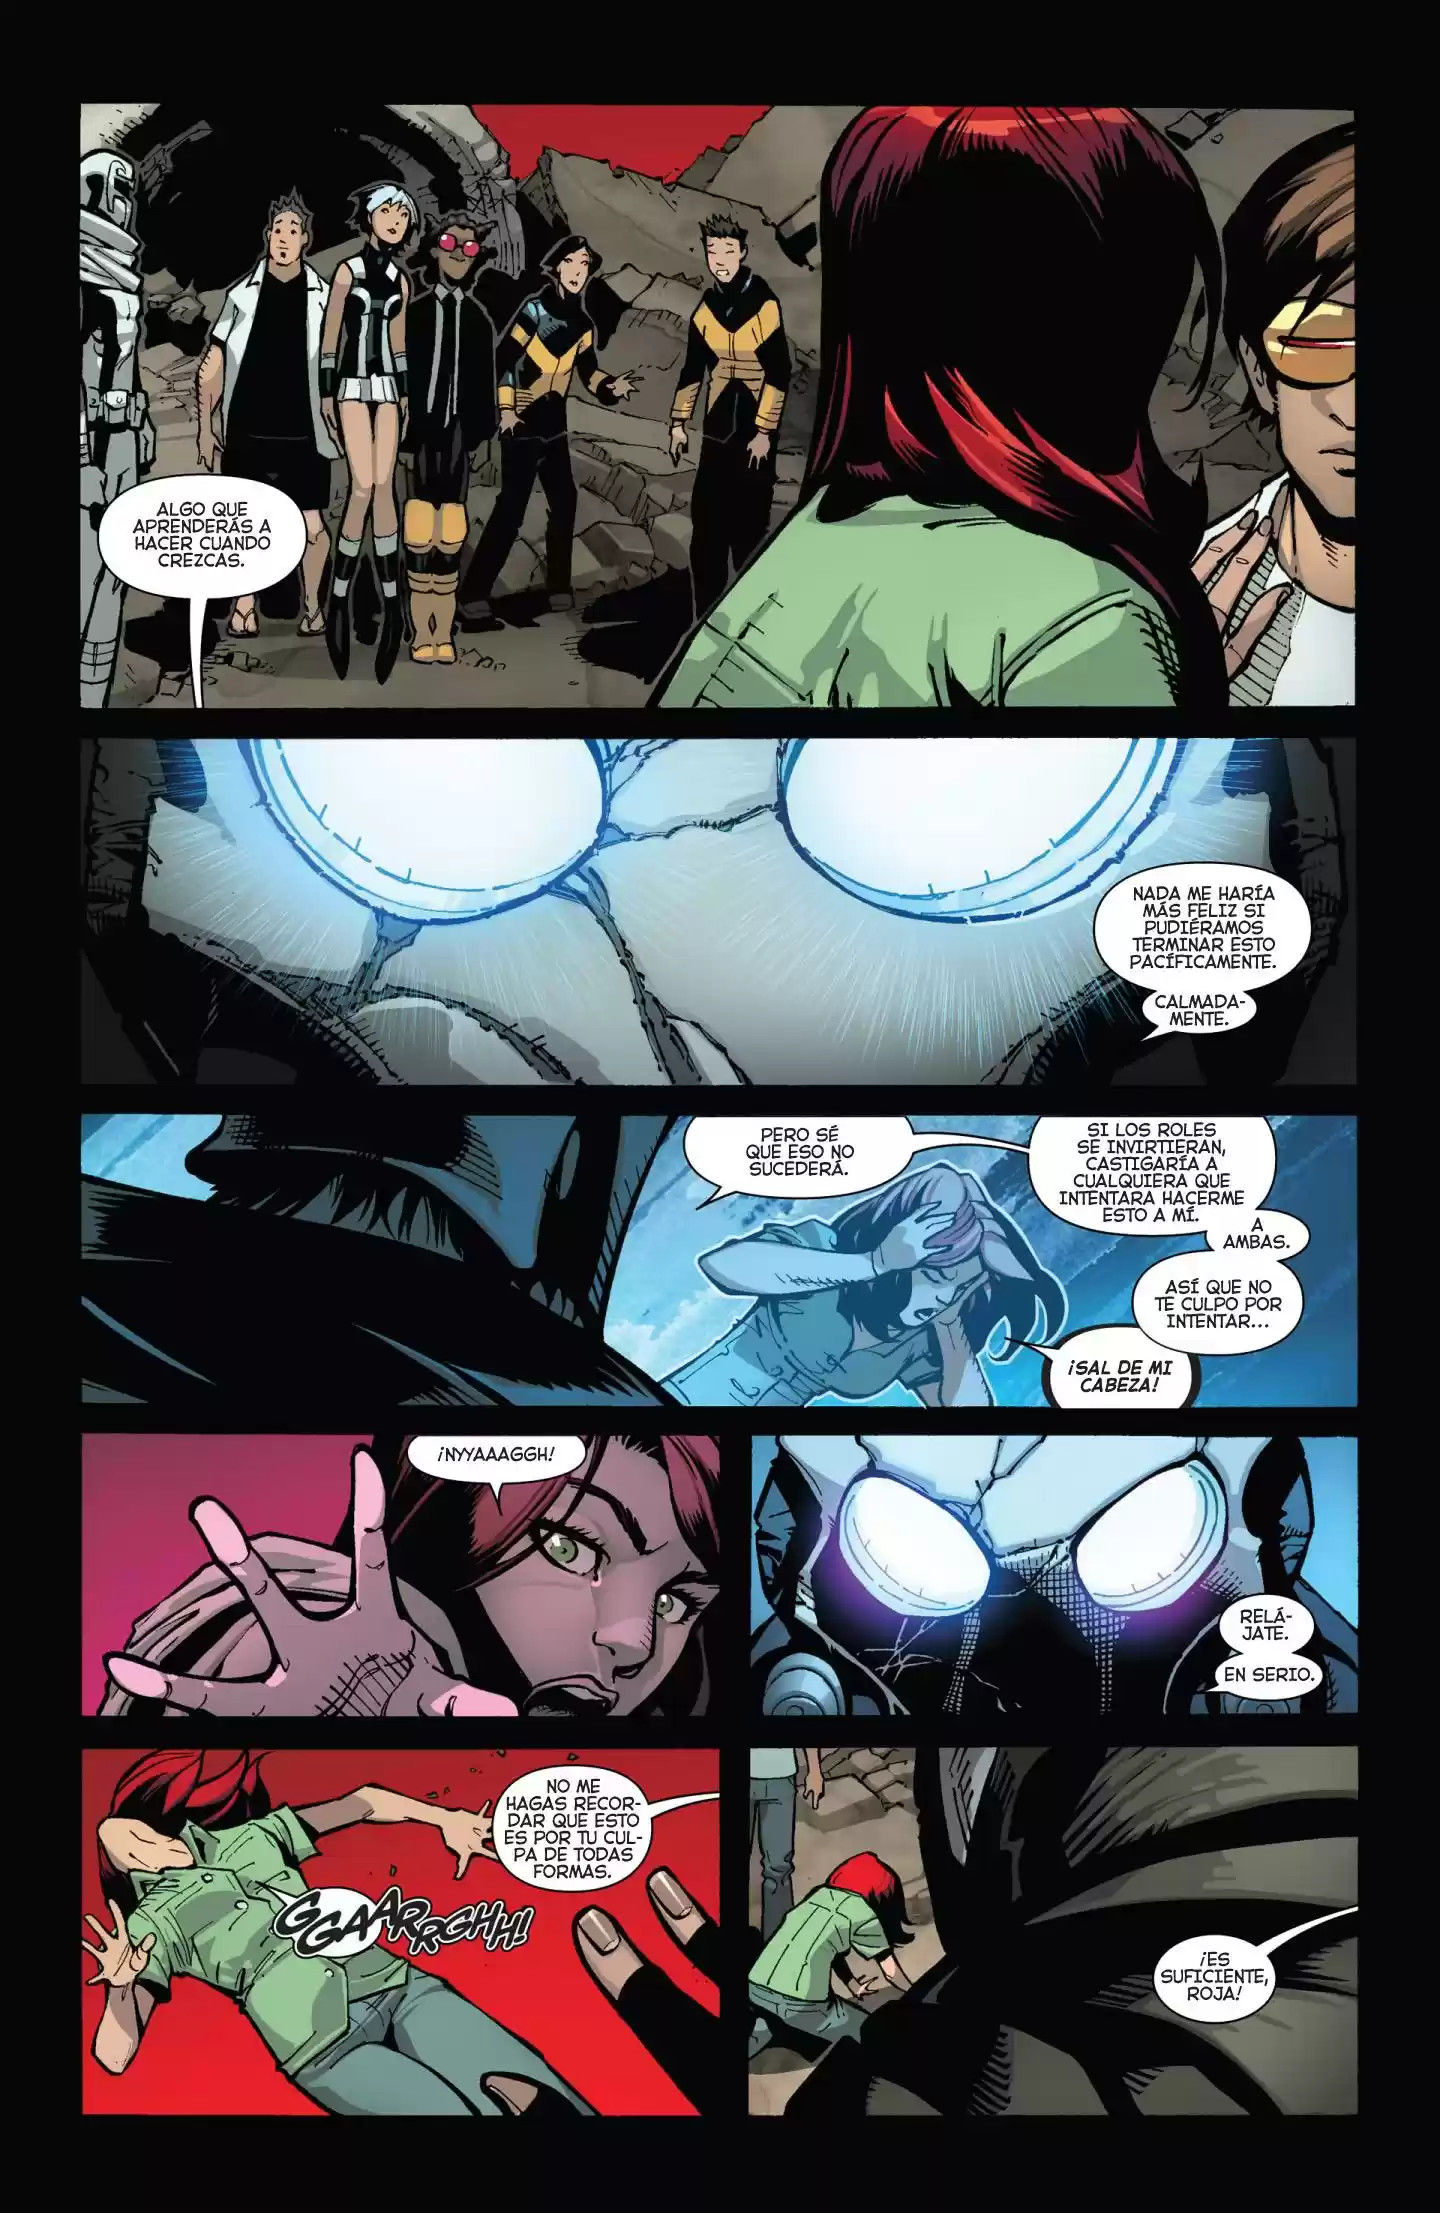 ALGO QUE
APRENDERÁS A
HACER CUANDO
CREZCAS.
NADA ME HARÍA
MÁS FELIZ SI
PUDIÉRAMOS
TERMINAR ESTO
PACÍFICAMENTE.
CALMADA-
MENTE.
PERO SÉ
QUE ESO NO
SUCEDERÁ.
SI LOS ROLES
SE INVIRTIERAN,
CASTIGARÍA A
CUALQUIERA QUE
INTENTARA HACERME
ESTO A MÍ.
A
AMBAS.
ASÍ QUE NO
TE CULPO POR
INTENTAR...
¡SAL DE MI
CABEZA!
¡NYYAAAGGH!
RELÁ-
JATE.
EN SERIO.
NO ME
HAGAS RECOR-
DAR QUE ESTO
ES POR TU CUL-
PA DE TODAS
FORMAS.
GGAARRGHH!
¡ES
SUFICIENTE,
ROJA!